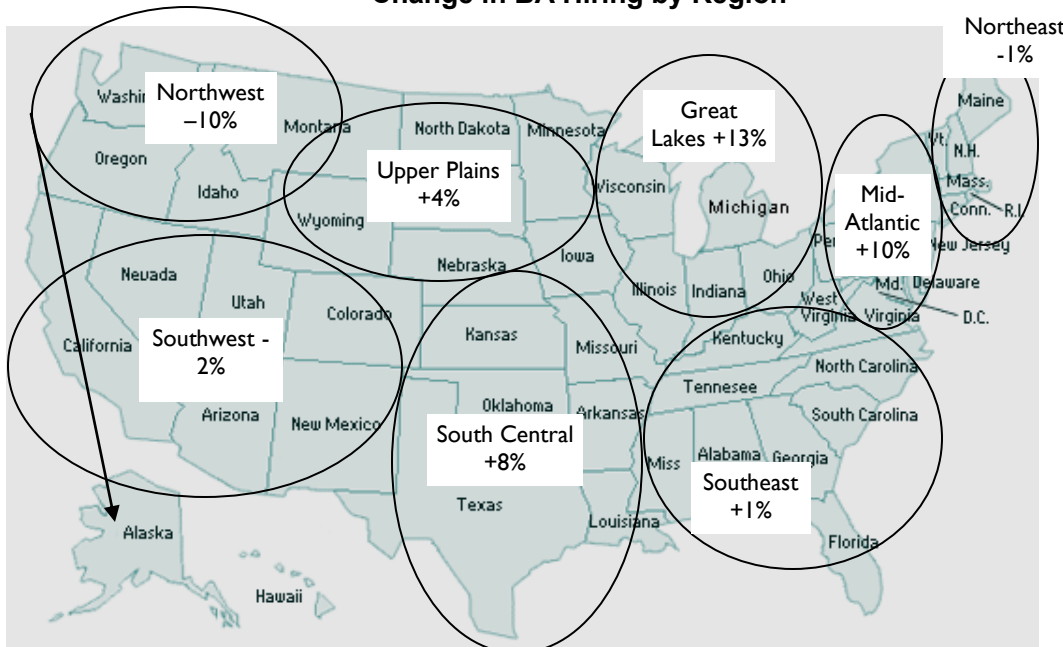 Change in BA Hiring by Region
Northeast
-1%
Northwest
–10%
Great
Lakes +13%
Maine
Montana
North Dakota
Minnesota
Vt.
N.H.
Oregon
Upper Plains
+4%
Idaho
Wisconsin
Mass.
Wyoming
Michigan
Mid-
Atlantic
+10%
Conn.
R.I.
New Jersey
Nevada
Nebraska
Iowa
Ohio
Utah
Illinois
Indiana
Md.
Delaware
Colorado
West
Virginia
Virginia
D.C.
California
Southwest -
2%
Kansas
Missouri
Kentucky
North Carolina
Tennesee
Arizona
New Mexico
Oklahoma
Arkansas
South Carolina
South Central
+8%
Miss
Alabama
Georgia
Southeast
+1%
Texas
Louisiana
Florida
Alaska
Hawaii